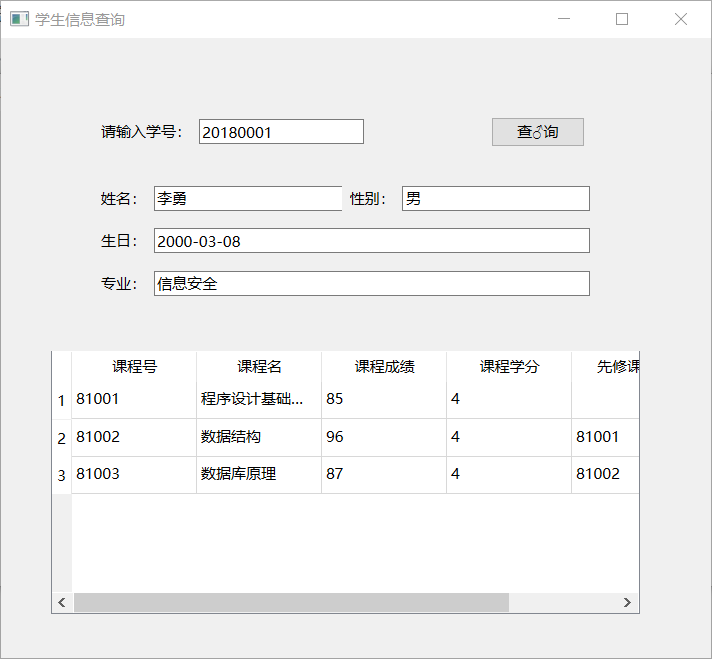 学生信息查询
请输入学号： 20180001 查♂询
姓名： 李勇 性别： 男
生日： 2000-03-08
专业： 信息安全
课程号 课程名 课程成绩 课程学分 先修课
1 81001 程序设计基础... 85 4
2 81002 数据结构 96 4 81001
3 81003 数据库原理 87 4 81002